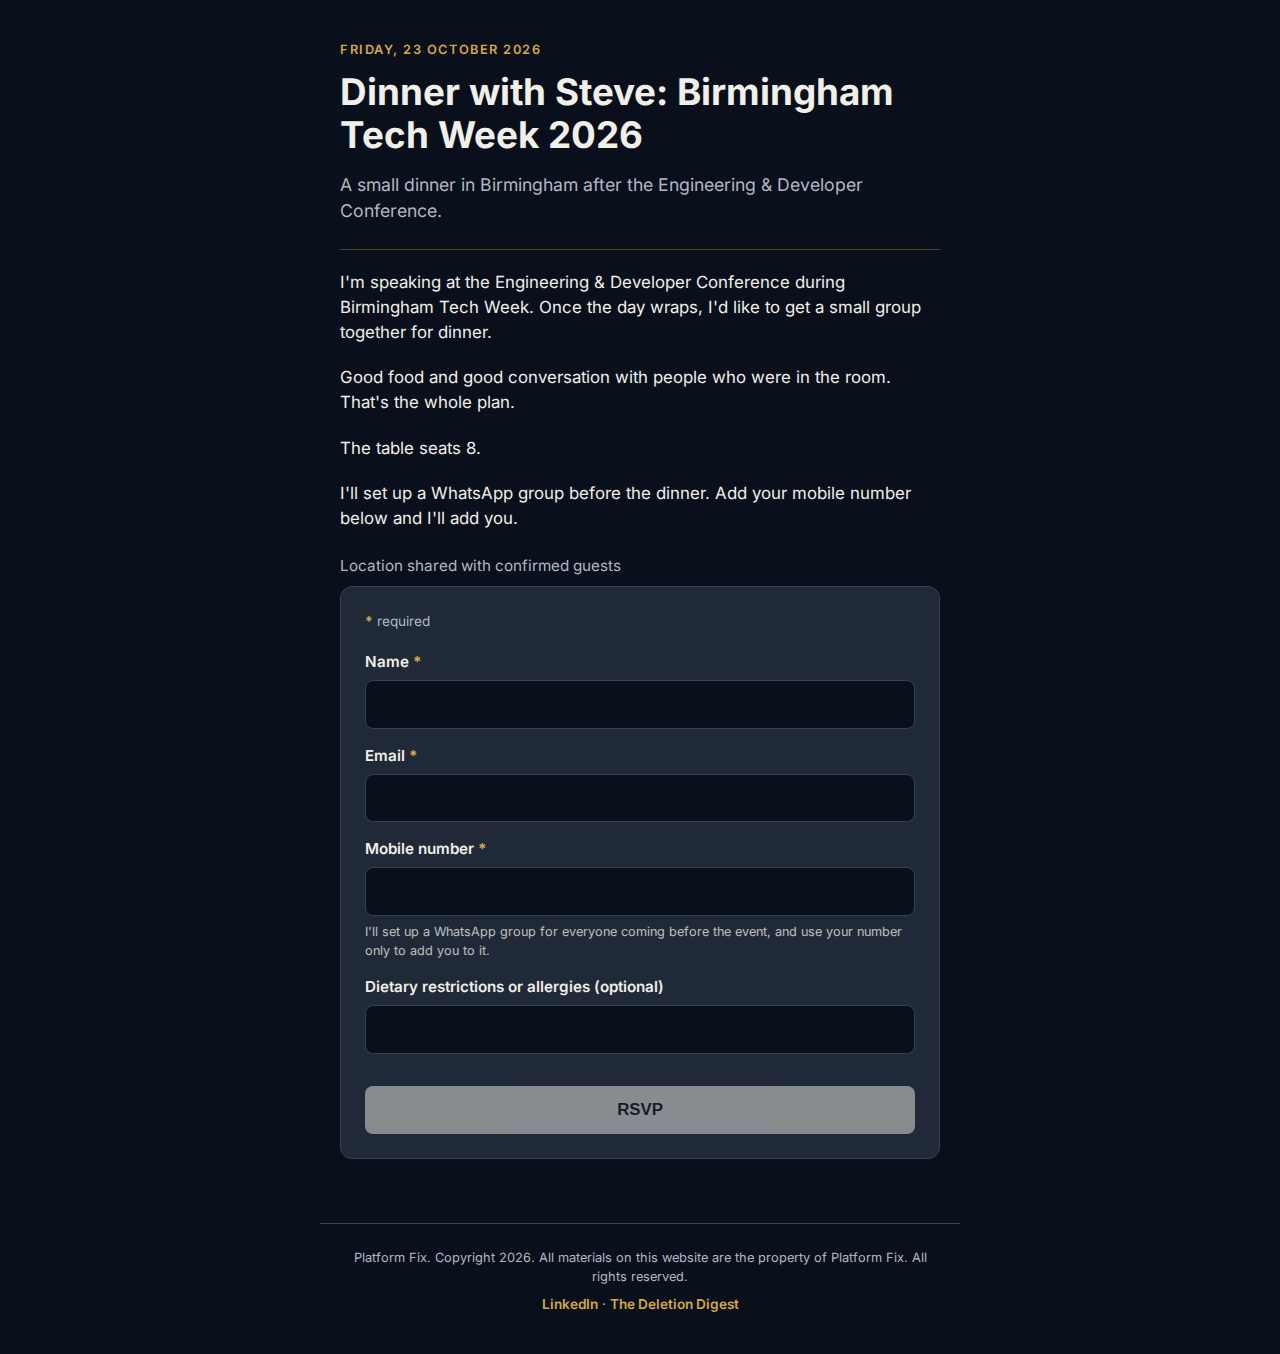 FRIDAY, 23 OCTOBER 2026
Dinner with Steve: Birmingham
Tech Week 2026
A small dinner in Birmingham after the Engineering & Developer
Conference.
I'm speaking at the Engineering & Developer Conference during
Birmingham Tech Week. Once the day wraps, I'd like to get a small group
together for dinner.
Good food and good conversation with people who were in the room.
That's the whole plan.
The table seats 8.
I'll set up a WhatsApp group before the dinner. Add your mobile number
below and I'll add you.
Location shared with confirmed guests
* required
Name *
Email *
Mobile number *
I'll set up a WhatsApp group for everyone coming before the event, and use your number
only to add you to it.
Dietary restrictions or allergies (optional)
RSVP
Platform Fix. Copyright 2026. All materials on this website are the property of Platform Fix. All
rights reserved.
LinkedIn · The Deletion Digest